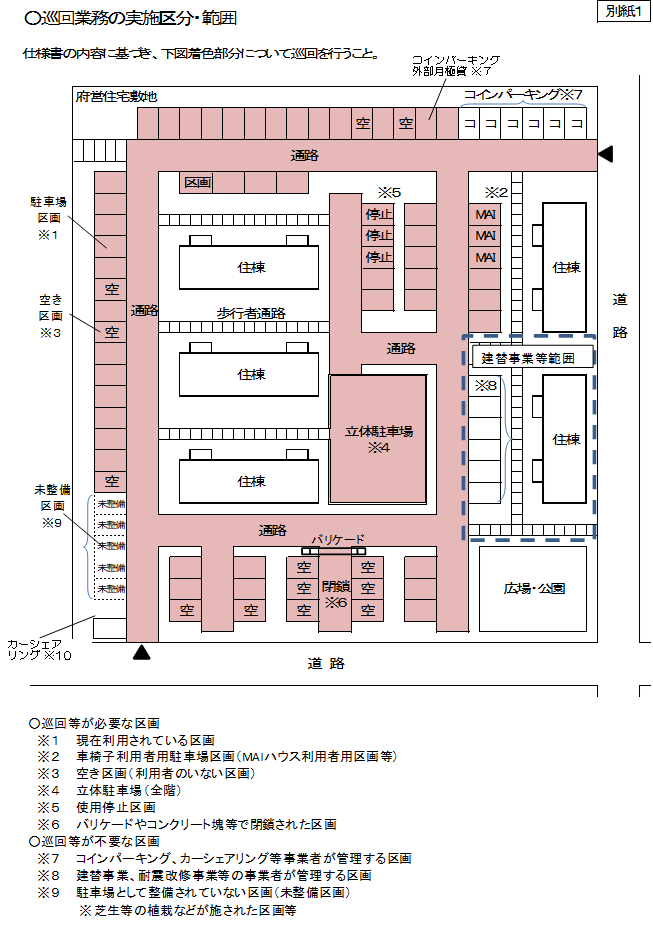 別紙1
〇巡回業務の実施区分・範囲
仕様書の内容に基づき、下図着色部分について巡回を行うこと。
コインパーキング
外部月極貸 ※7
府営住宅敷地
コインパーキング※7
空
空
コ
コ
コ
コ
コ
コ
通路
区画
※5
※2
駐車場
区画
※1
停止
停止
停止
MAI
MAI
MAI
住棟
住棟
空
空き
区画
※3
空
通路
歩行者通路
道
路
通路
建替事業等範囲
住棟
※8
立体駐車場
※4
住棟
住棟
空
未整備
区画
※9
未整備
未整備
未整備
未整備
未整備
通路
バリケード
空
空
空
空
空
閉鎖
※6
空
空
空
広場・公園
カーシェア
リング ※10
道 路
〇巡回等が必要な区画
※1 現在利用されている区画
※2 車椅子利用者用駐車場区画(MAIハウス利用者用区画等)
※3 空き区画(利用者のいない区画)
※4 立体駐車場(全階)
※5 使用停止区画
※6 バリケードやコンクリート塊等で閉鎖された区画
〇巡回等が不要な区画
※7 コインパーキング、カーシェアリング等事業者が管理する区画
※8 建替事業、耐震改修事業等の事業者が管理する区画
※9 駐車場として整備されていない区画(未整備区画)
※芝生等の植栽などが施された区画等